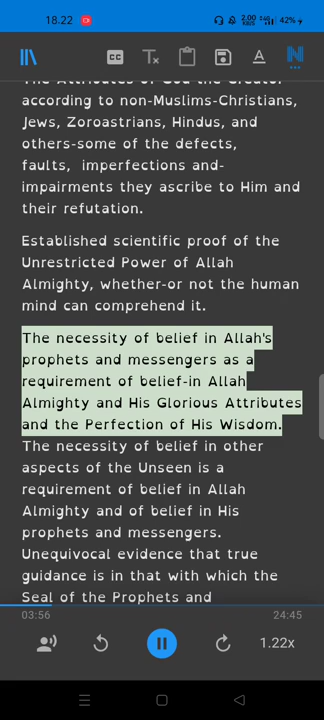 18.22
2.00 KB/S
42%
CC
N
The Attributes of God the Creator
according to non-Muslims-Christians,
Jews, Zoroastrians, Hindus, and
others-some of the defects,
faults, imperfections and-
impairments they ascribe to Him and
their refutation.
Established scientific proof of the
Unrestricted Power of Allah
Almighty, whether-or not the human
mind can comprehend it.
The necessity of belief in Allah's
prophets and messengers as a
requirement of belief-in Allah
Almighty and His Glorious Attributes
and the Perfection of His Wisdom.
The necessity of belief in other
aspects of the Unseen is a
requirement of belief in Allah
Almighty and of belief in His
prophets and messengers.
Unequivocal evidence that true
guidance is in that with which the
Seal of the Prophets and
03:56
24:45
1.22x